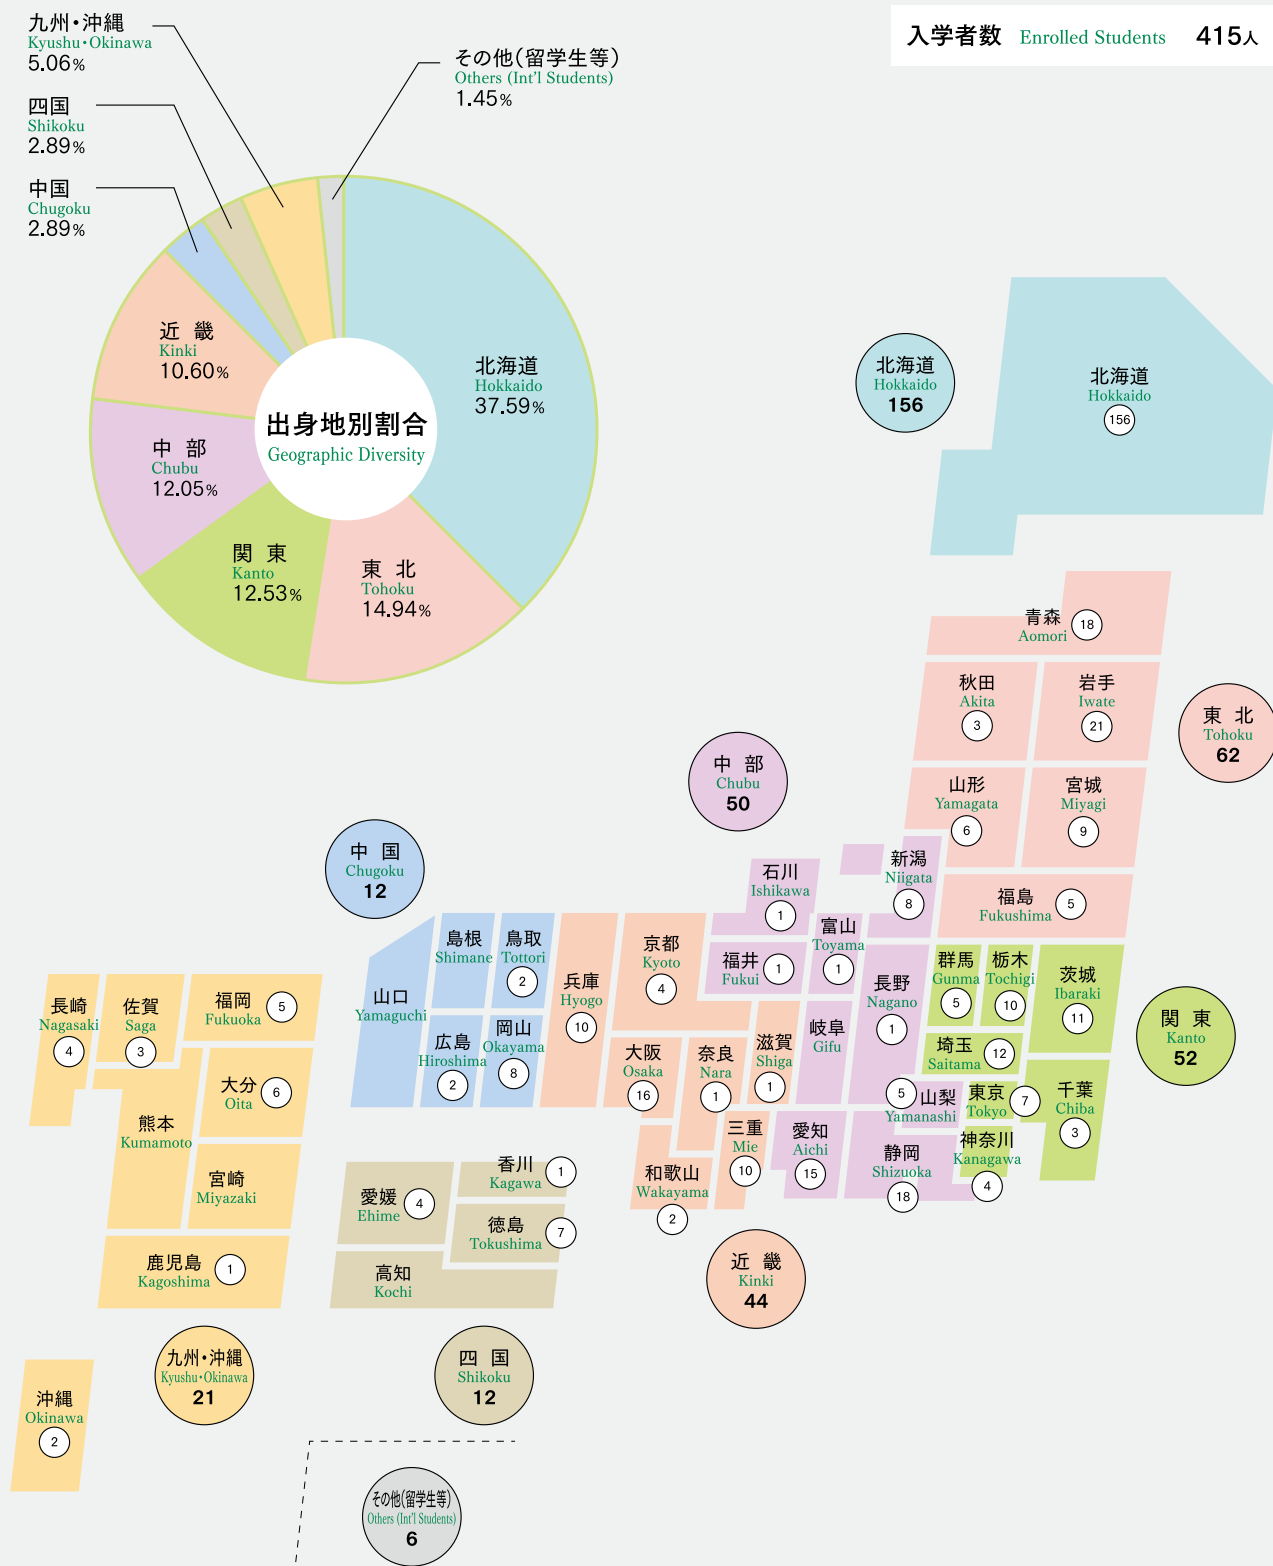 入学者数 Enrolled Students 415人
九州・沖縄
Kyushu・Okinawa
5.06%
四国
Shikoku
2.89%
中国
Chugoku
2.89%
その他(留学生等)
Others (Int'l Students)
1.45%
近 畿
Kinki
10.60%
北海道
Hokkaido
37.59%
中 部
Chubu
12.05%
関 東
Kanto
12.53%
東 北
Tohoku
14.94%
出身地別割合
Geographic Diversity
北海道
Hokkaido
156
北海道
Hokkaido
156
青森
Aomori
18
秋田
Akita
3
岩手
Iwate
21
山形
Yamagata
6
宮城
Miyagi
9
福島
Fukushima
5
東 北
Tohoku
62
中 部
Chubu
50
新潟
Niigata
8
石川
Ishikawa
1
富山
Toyama
1
福井
Fukui
1
長野
Nagano
1
岐阜
Gifu
山梨
Yamanashi
5
愛知
Aichi
15
静岡
Shizuoka
18
群馬
Gunma
5
栃木
Tochigi
10
茨城
Ibaraki
11
埼玉
Saitama
12
東京
Tokyo
7
千葉
Chiba
3
神奈川
Kanagawa
4
関 東
Kanto
52
中 国
Chugoku
12
島根
Shimane
鳥取
Tottori
2
山口
Yamaguchi
広島
Hiroshima
2
岡山
Okayama
8
兵庫
Hyogo
10
京都
Kyoto
4
大阪
Osaka
16
奈良
Nara
1
滋賀
Shiga
1
三重
Mie
10
和歌山
Wakayama
2
近 畿
Kinki
44
香川
Kagawa
1
愛媛
Ehime
4
徳島
Tokushima
7
高知
Kochi
四 国
Shikoku
12
長崎
Nagasaki
4
佐賀
Saga
3
福岡
Fukuoka
5
大分
Oita
6
熊本
Kumamoto
宮崎
Miyazaki
鹿児島
Kagoshima
1
沖縄
Okinawa
2
九州・沖縄
Kyushu・Okinawa
21
その他(留学生等)
Others (Int'l Students)
6